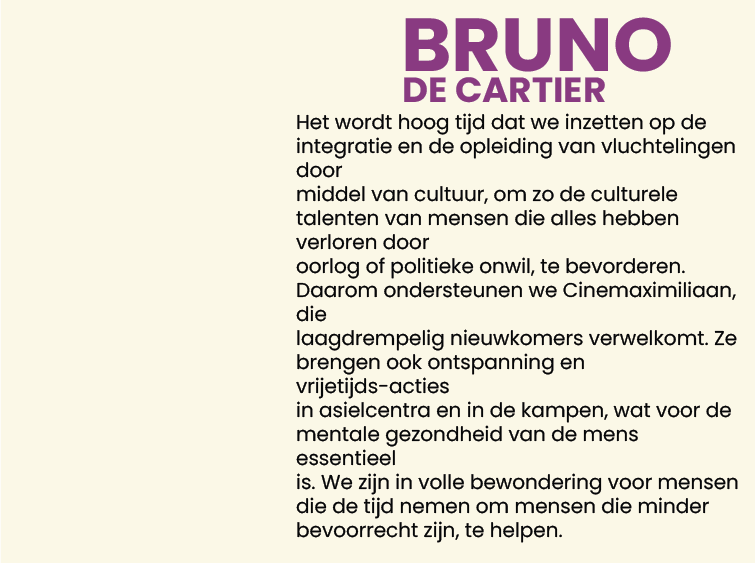 BRUNO
DE CARTIER
Het wordt hoog tijd dat we inzetten op de
integratie en de opleiding van vluchtelingen
door
middel van cultuur, om zo de culturele
talenten van mensen die alles hebben
verloren door
oorlog of politieke onwil, te bevorderen.
Daarom ondersteunen we Cinemaximiliaan,
die
laagdrempelig nieuwkomers verwelkomt. Ze
brengen ook ontspanning en
vrijetijds-acties
in asielcentra en in de kampen, wat voor de
mentale gezondheid van de mens
essentieel
is. We zijn in volle bewondering voor mensen
die de tijd nemen om mensen die minder
bevoorrecht zijn, te helpen.